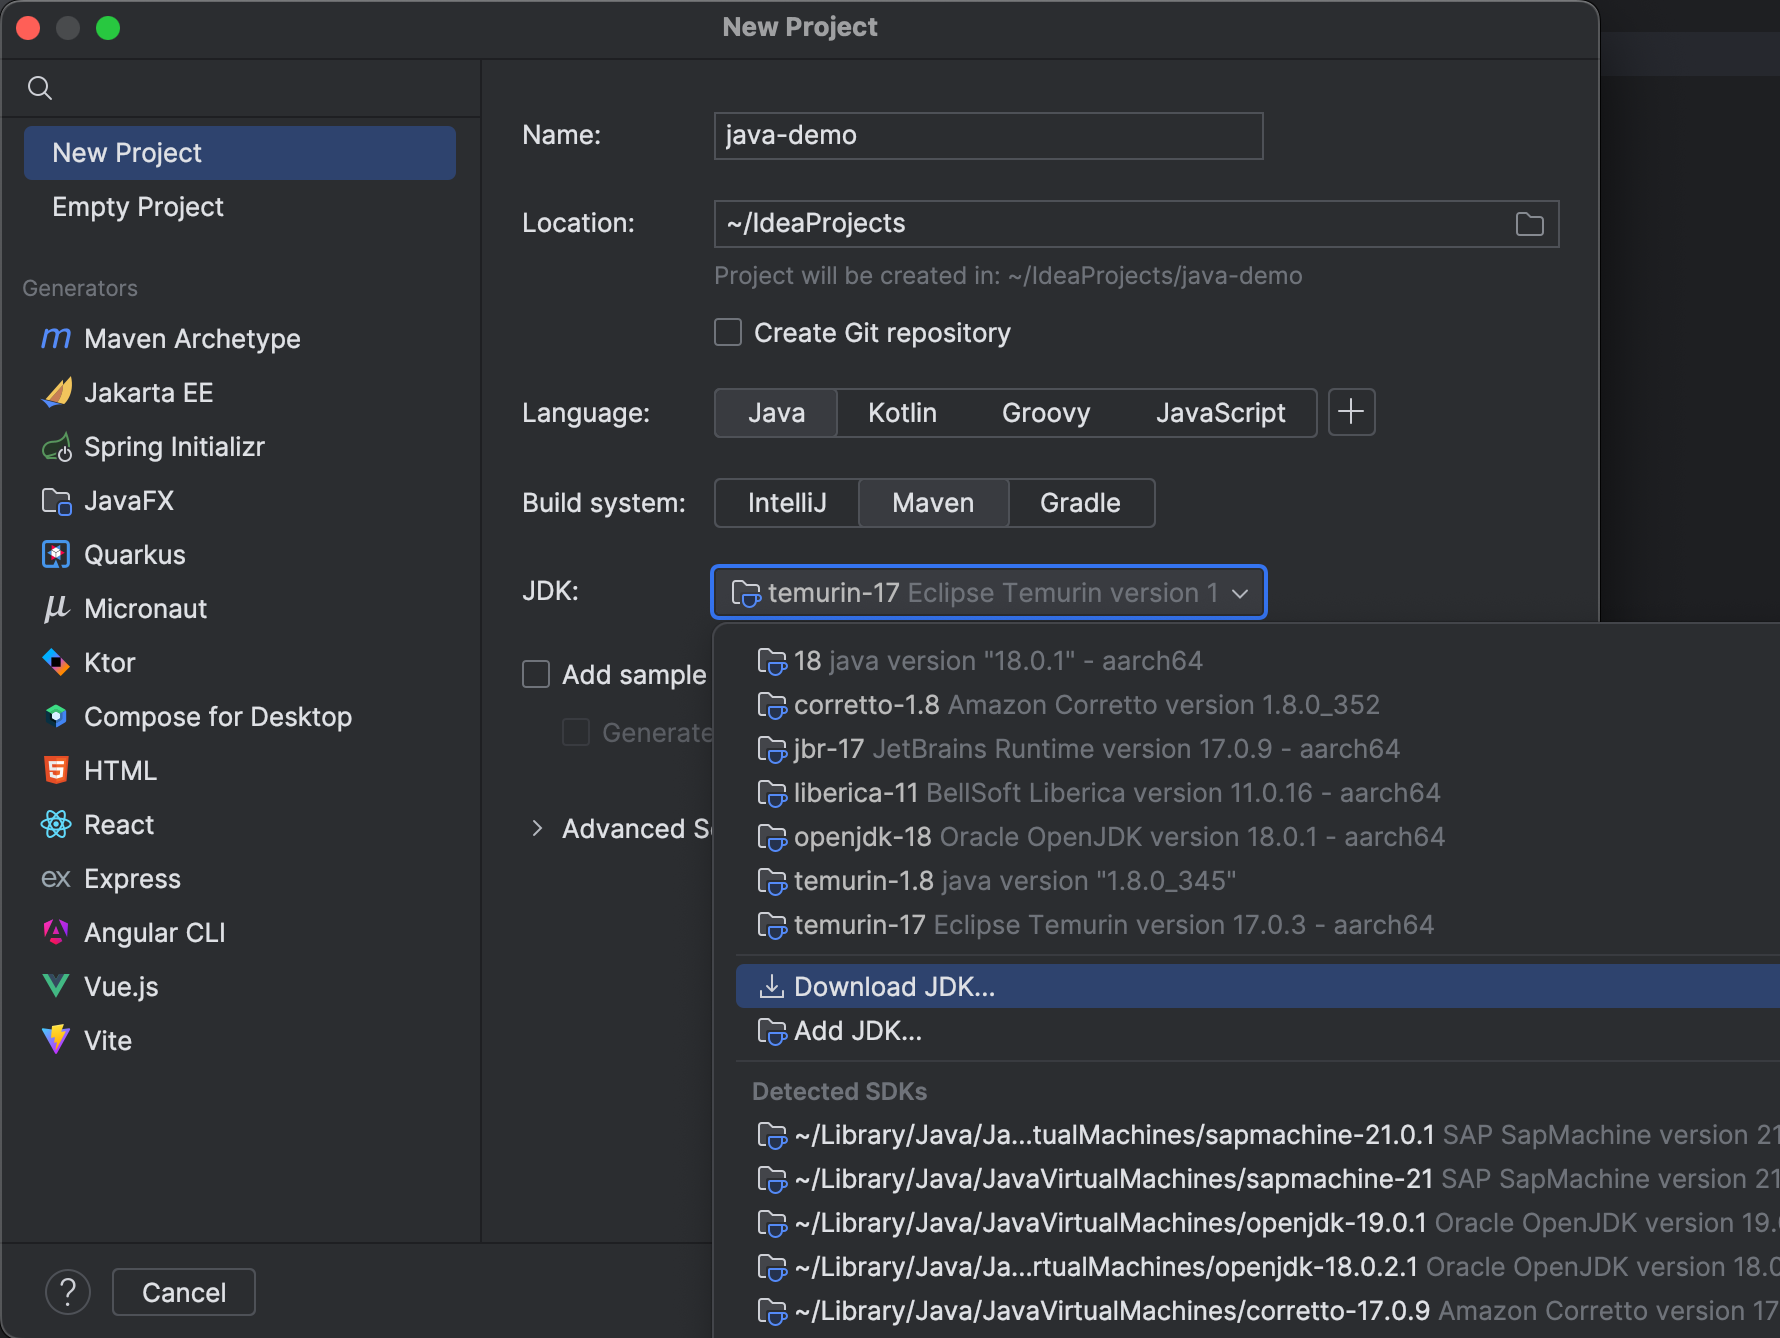 New Project
New Project
Empty Project
Generators
Maven Archetype
Jakarta EE
Spring Initializr
JavaFX
Quarkus
Micronaut
Ktor
Compose for Desktop
HTML
React
Express
Angular CLI
Vue.js
Vite
? Cancel
Name: java-demo
Location: ~/IdeaProjects
Project will be created in: ~/IdeaProjects/java-demo
Create Git repository
Language: Java Kotlin Groovy JavaScript
Build system: IntelliJ Maven Gradle
JDK: temurin-17 Eclipse Temurin version 1
Add sample
Generate
Advanced S
18 java version "18.0.1" - aarch64
corretto-1.8 Amazon Corretto version 1.8.0_352
jbr-17 JetBrains Runtime version 17.0.9 - aarch64
liberica-11 BellSoft Liberica version 11.0.16 - aarch64
openjdk-18 Oracle OpenJDK version 18.0.1 - aarch64
temurin-1.8 java version "1.8.0_345"
temurin-17 Eclipse Temurin version 17.0.3 - aarch64
Download JDK...
Add JDK...
Detected SDKs
~/Library/Java/Ja...tualMachines/sapmachine-21.0.1 SAP SapMachine version 21
~/Library/Java/JavaVirtualMachines/sapmachine-21 SAP SapMachine version 21
~/Library/Java/JavaVirtualMachines/openjdk-19.0.1 Oracle OpenJDK version 19.
~/Library/Java/Ja...rtualMachines/openjdk-18.0.2.1 Oracle OpenJDK version 18.0
~/Library/Java/JavaVirtualMachines/corretto-17.0.9 Amazon Corretto version 17